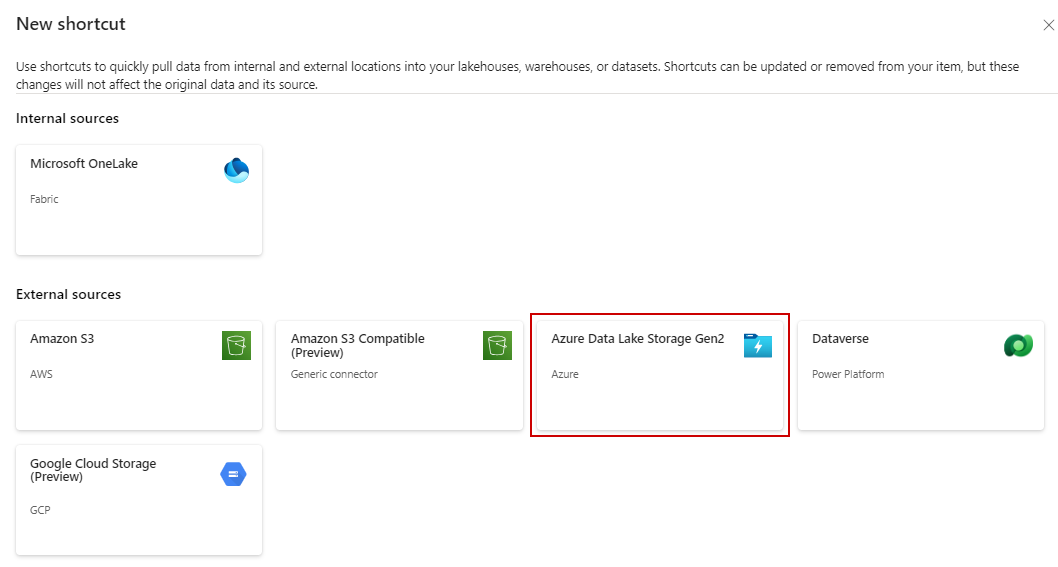 New shortcut
Use shortcuts to quickly pull data from internal and external locations into your lakehouses, warehouses, or datasets. Shortcuts can be updated or removed from your item, but these
changes will not affect the original data and its source.
Internal sources
Microsoft OneLake
Fabric
External sources
Amazon S3
AWS
Amazon S3 Compatible
(Preview)
Generic connector
Azure Data Lake Storage Gen2
Azure
Dataverse
Power Platform
Google Cloud Storage
(Preview)
GCP